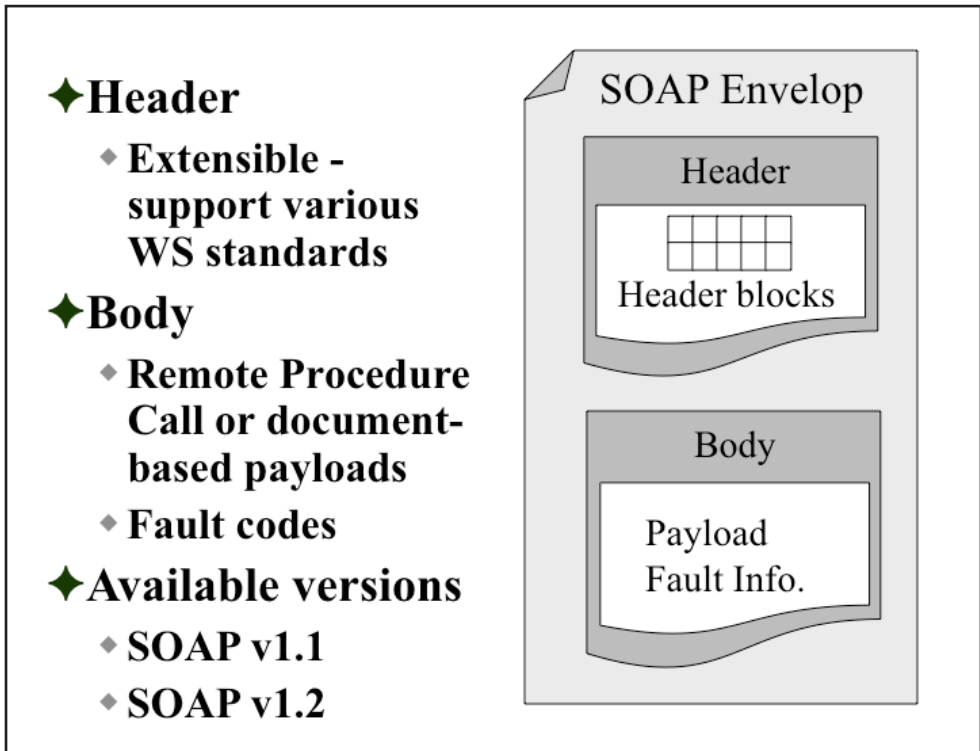 Header
Extensible -
support various
WS standards
Body
Remote Procedure
Call or document-
based payloads
Fault codes
Available versions
SOAP v1.1
SOAP v1.2
SOAP Envelop
Header
Header blocks
Body
Payload
Fault Info.